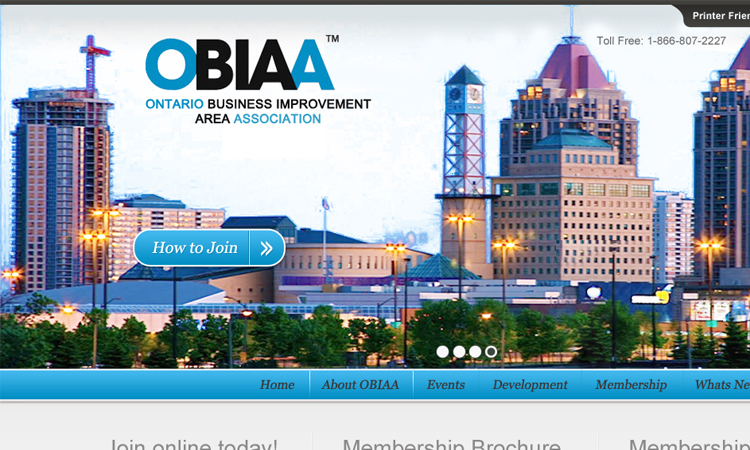 Printer Frien
Toll Free: 1-866-807-2227
OBIAA™
ONTARIO BUSINESS IMPROVEMENT
AREA ASSOCIATION
How to Join
Home About OBIAA Events Development Membership Whats Ne
Join online today! Membership Brochure Membership